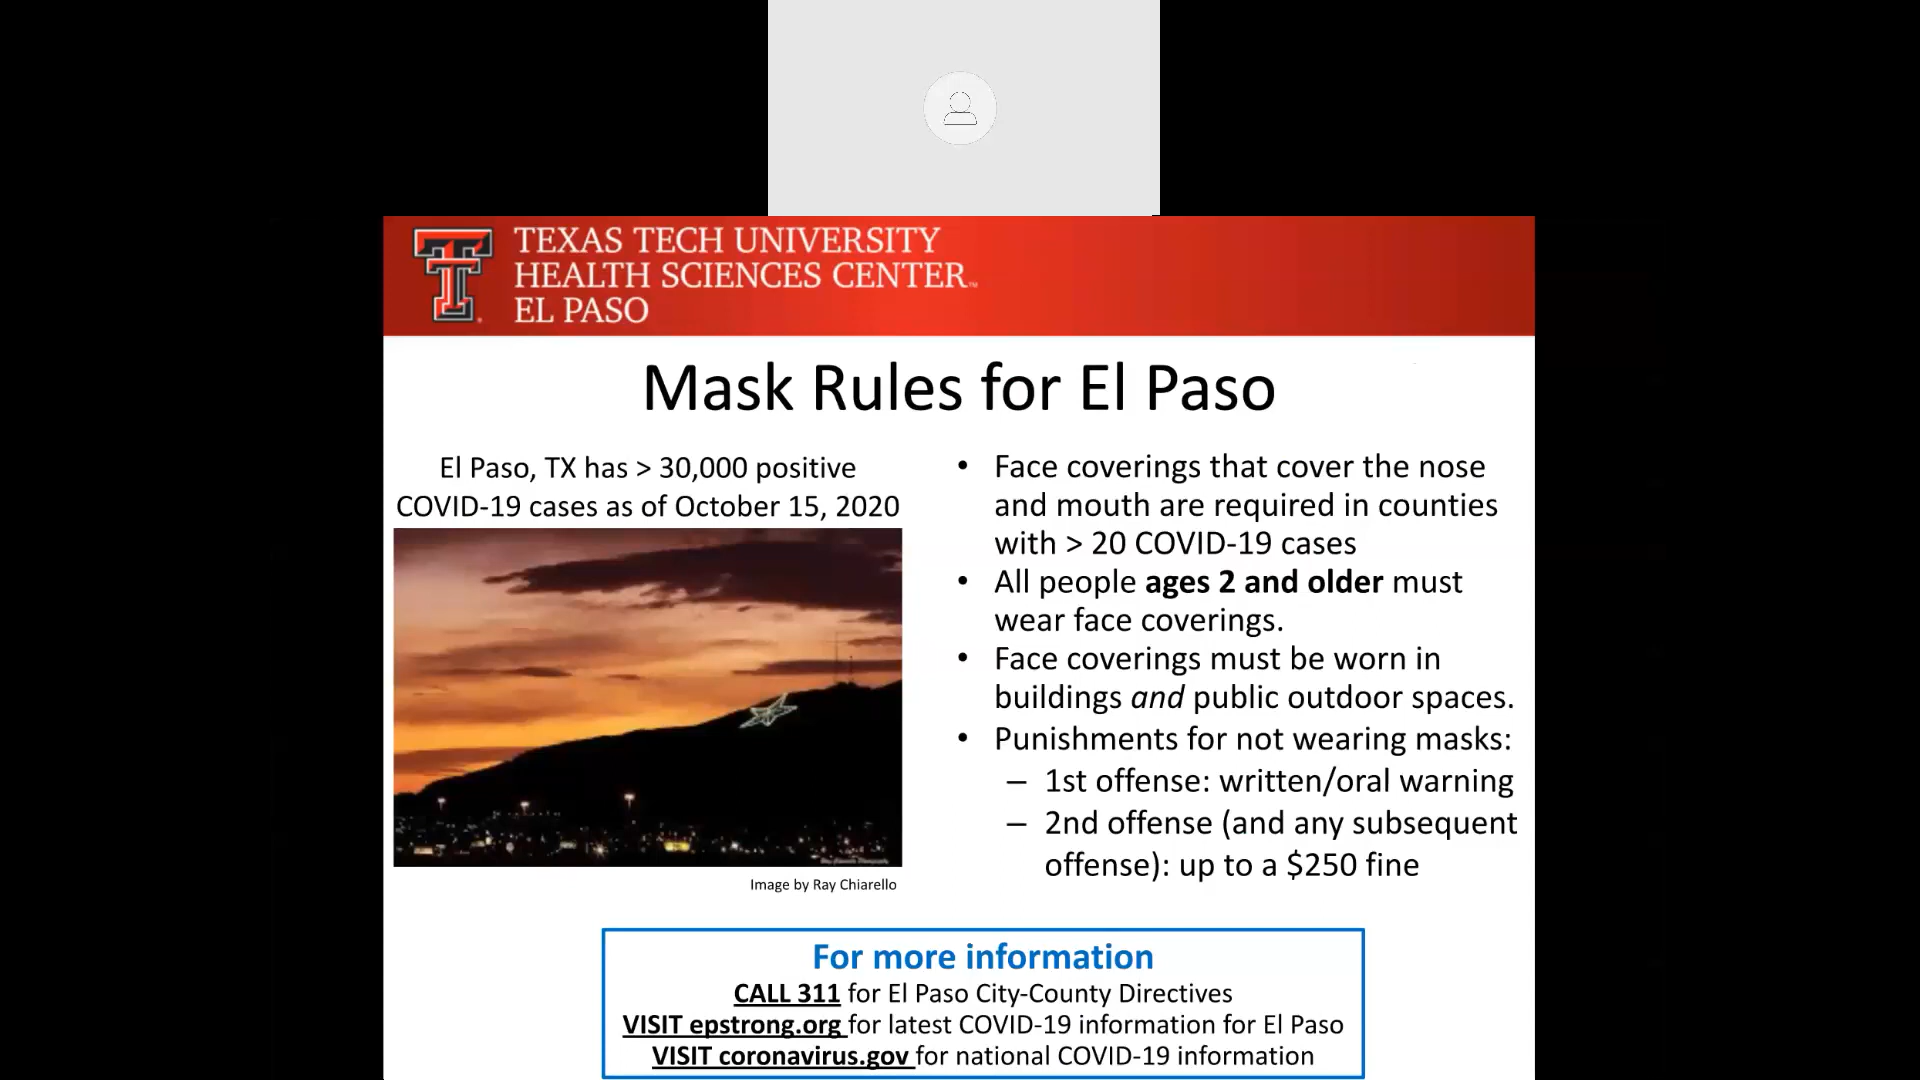 TEXAS TECH UNIVERSITY
HEALTH SCIENCES CENTER™
EL PASO
Mask Rules for El Paso
El Paso, TX has > 30,000 positive
COVID-19 cases as of October 15, 2020
Image by Ray Chiarello
• Face coverings that cover the nose
and mouth are required in counties
with > 20 COVID-19 cases
• All people ages 2 and older must
wear face coverings.
• Face coverings must be worn in
buildings and public outdoor spaces.
• Punishments for not wearing masks:
– 1st offense: written/oral warning
– 2nd offense (and any subsequent
offense): up to a $250 fine
For more information
CALL 311 for El Paso City-County Directives
VISIT epstrong.org for latest COVID-19 information for El Paso
VISIT coronavirus.gov for national COVID-19 information